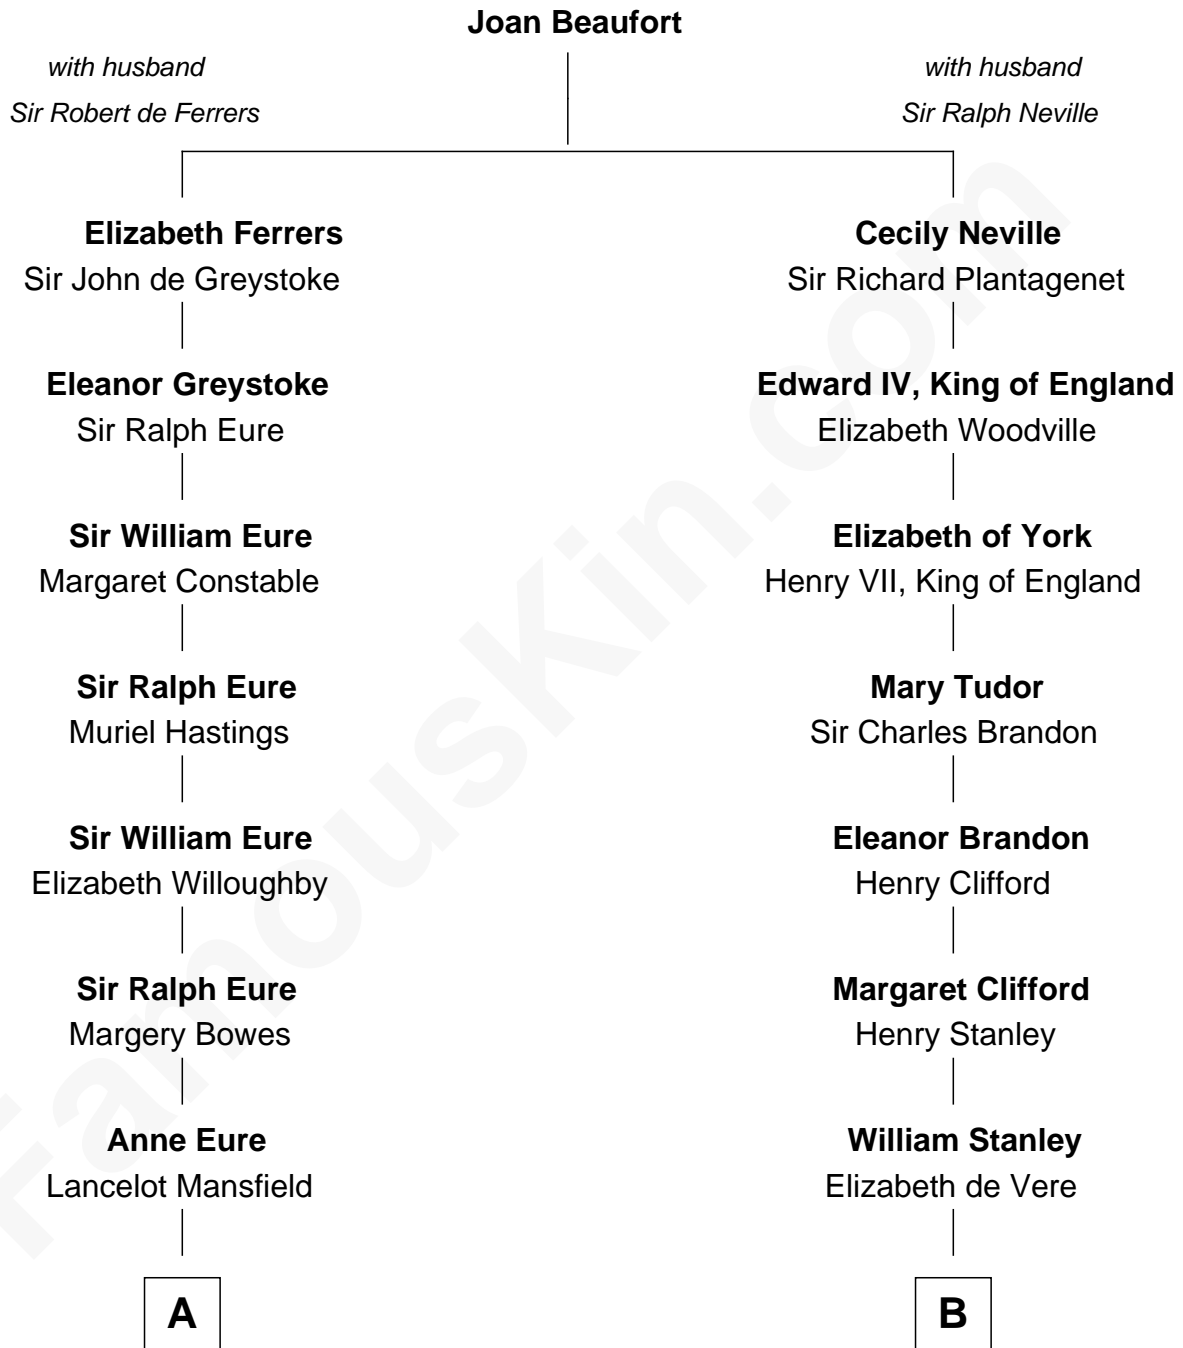 Joan Beaufort
with husband
Sir Robert de Ferrers
with husband
Sir Ralph Neville
Elizabeth Ferrers
Sir John de Greystoke
Cecily Neville
Sir Richard Plantagenet
Eleanor Greystoke
Sir Ralph Eure
Edward IV, King of England
Elizabeth Woodville
Sir William Eure
Margaret Constable
Elizabeth of York
Henry VII, King of England
Sir Ralph Eure
Muriel Hastings
Mary Tudor
Sir Charles Brandon
Sir William Eure
Elizabeth Willoughby
Eleanor Brandon
Henry Clifford
Sir Ralph Eure
Margery Bowes
Margaret Clifford
Henry Stanley
Anne Eure
Lancelot Mansfield
William Stanley
Elizabeth de Vere
A
B
FamousKin.com